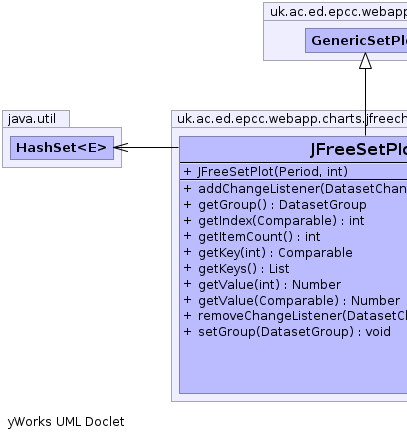 uk.ac.ed.epcc.webapp
GenericSetPl
java.util
HashSet<E>
uk.ac.ed.epcc.webapp.charts.jfreech
JFreeSetPlo
+ JFreeSetPlot(Period, int)
+ addChangeListener(DatasetChan
+ getGroup() : DatasetGroup
+ getIndex(Comparable) : int
+ getItemCount() : int
+ getKey(int) : Comparable
+ getKeys() : List
+ getValue(int) : Number
+ getValue(Comparable) : Number
+ removeChangeListener(DatasetCh
+ setGroup(DatasetGroup) : void
yWorks UML Doclet